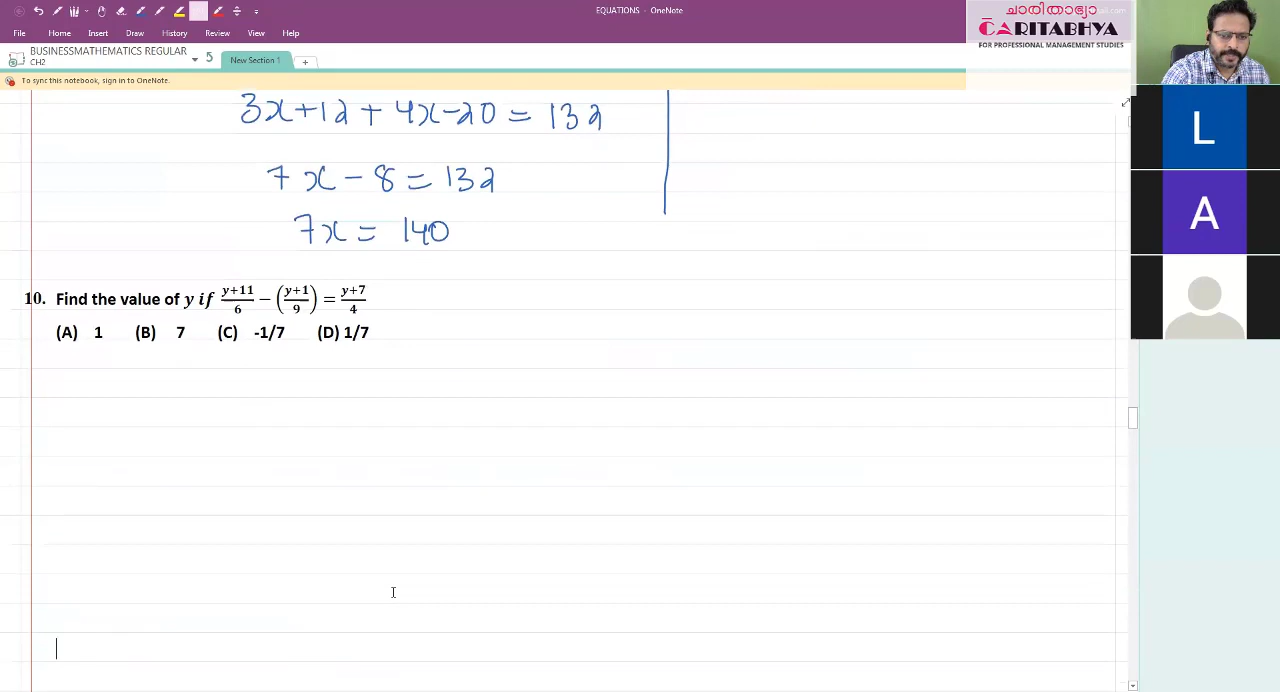 EQUATIONS - OneNote
ചാരിതാഭ്യാ
CARITABHYA
FOR PROFESSIONAL MANAGEMENT STUDIES
File Home Insert Draw History Review View Help
BUSINESSMATHEMATICS REGULAR
CH2
New Section 1
+
To sync this notebook, sign in to OneNote.
3x+12 + 4x-20 = 132
7x - 8 = 132
7x = 140
10. Find the value of y if (y+11)/6 − ((y+1)/9) = (y+7)/4
(A) 1 (B) 7 (C) -1/7 (D) 1/7
L
A